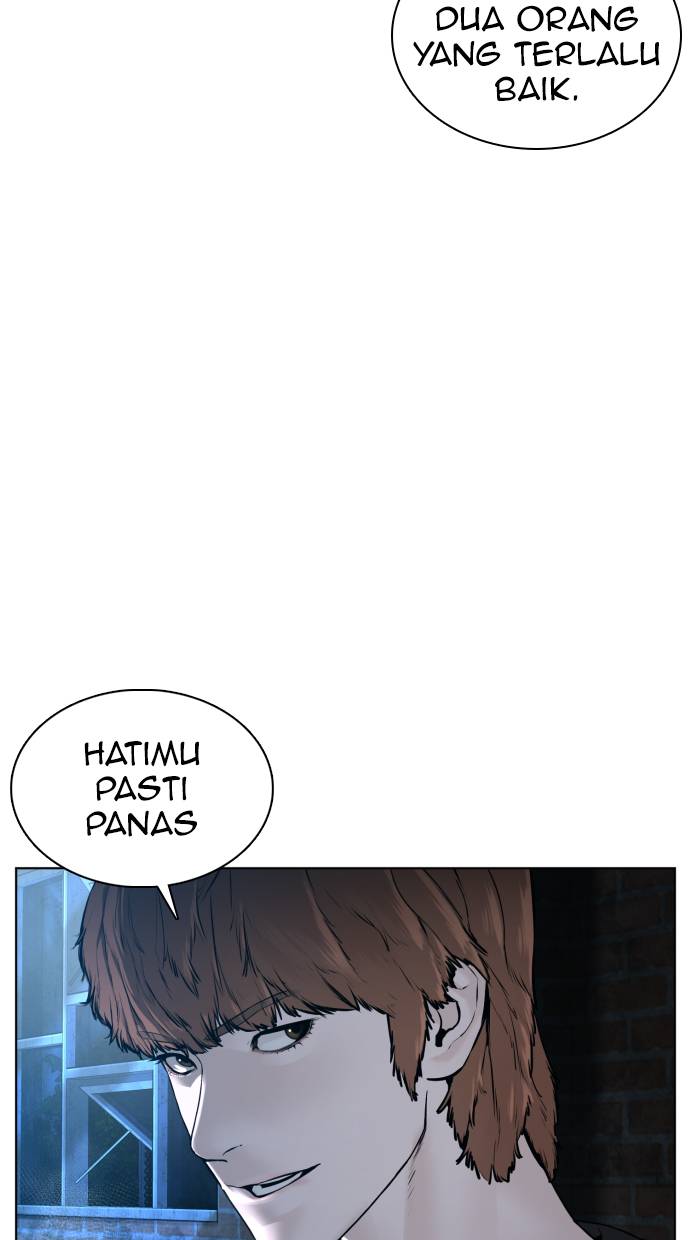 DUA ORANG
YANG TERLALU
BAIK.
HATIMU
PASTI
PANAS